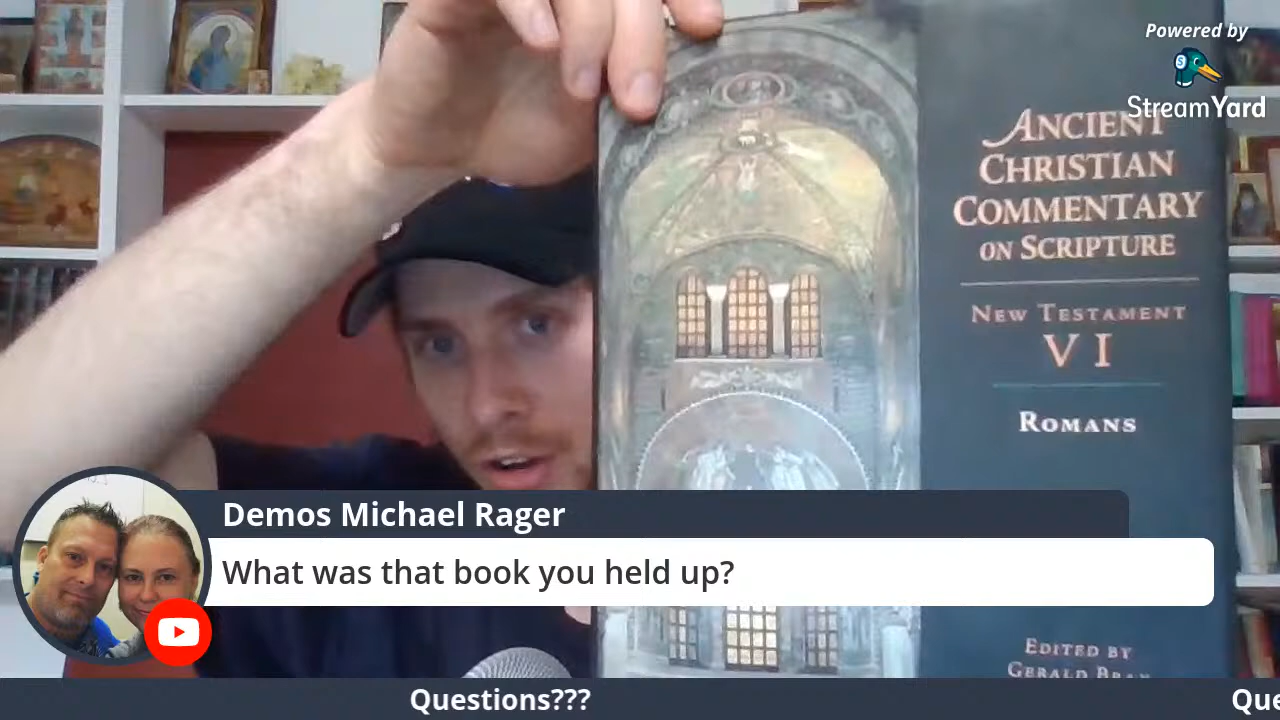 Powered by
StreamYard
ANCIENT
CHRISTIAN
COMMENTARY
ON SCRIPTURE
NEW TESTAMENT
VI
ROMANS
Demos Michael Rager
What was that book you held up?
EDITED BY
GERALD
Questions???